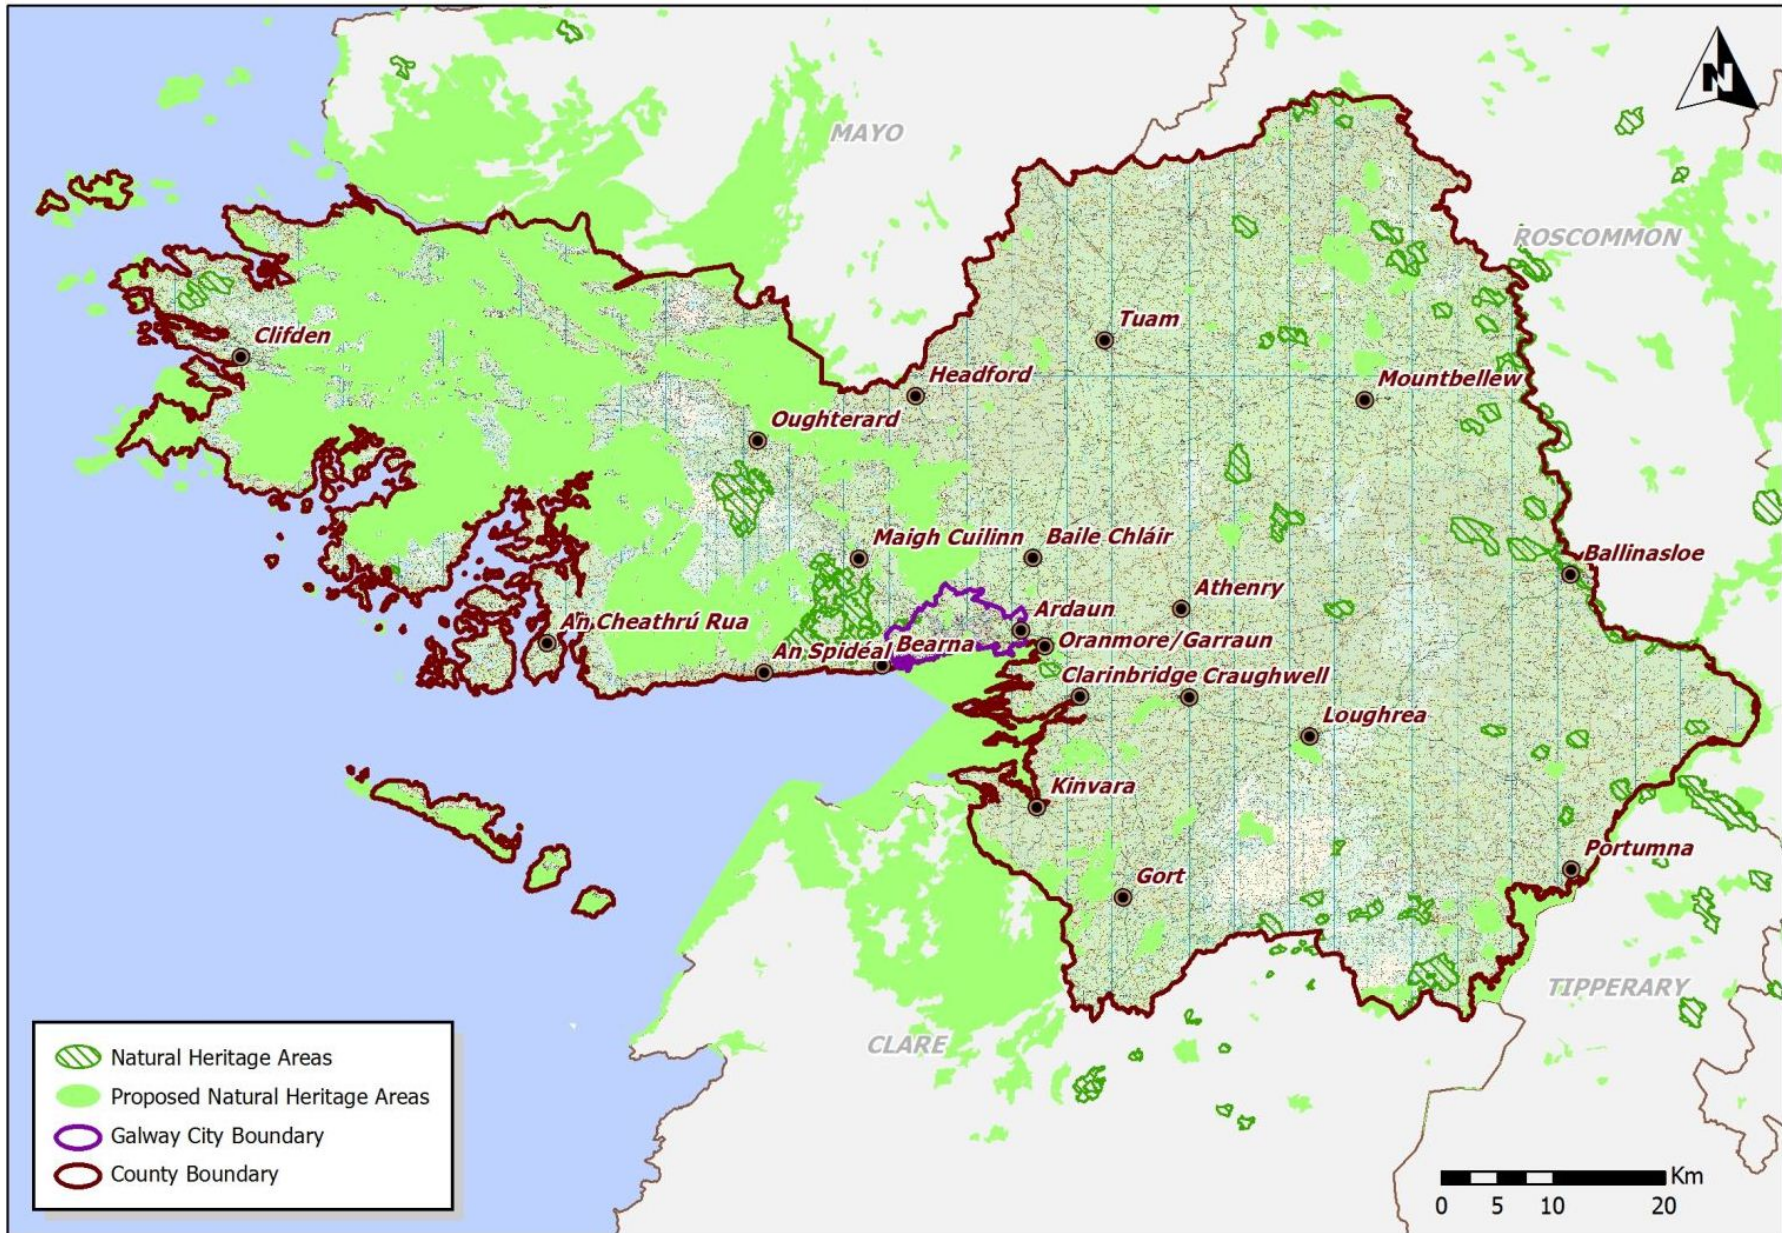 N
MAYO
ROSCOMMON
Clifden
Tuam
Headford
Mountbellew
Oughterard
Maigh Cuilinn
Baile Chláir
Ballinasloe
Athenry
An Cheathrú Rua
Ardaun
Bearna
Oranmore/Garraun
An Spidéal
Clarinbridge
Craughwell
Loughrea
Kinvara
Portumna
Gort
TIPPERARY
CLARE
Natural Heritage Areas
Proposed Natural Heritage Areas
Galway City Boundary
County Boundary
Km
0 5 10 20